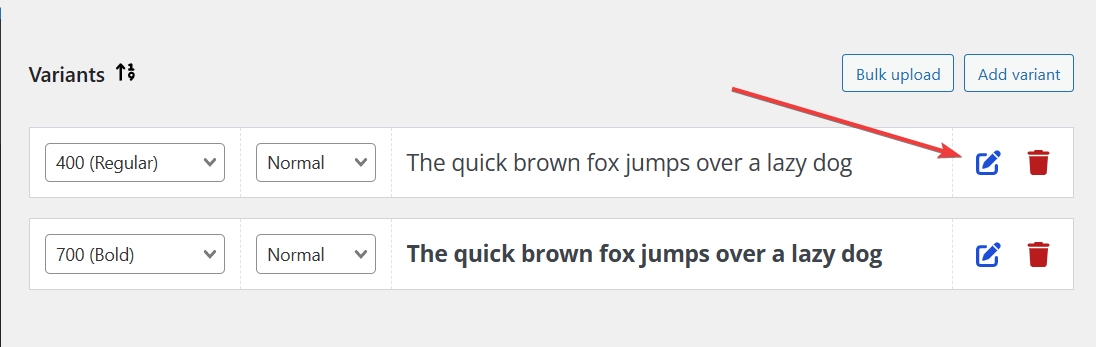 Variants
Bulk upload
Add variant
400 (Regular)
Normal
The quick brown fox jumps over a lazy dog
700 (Bold)
Normal
The quick brown fox jumps over a lazy dog